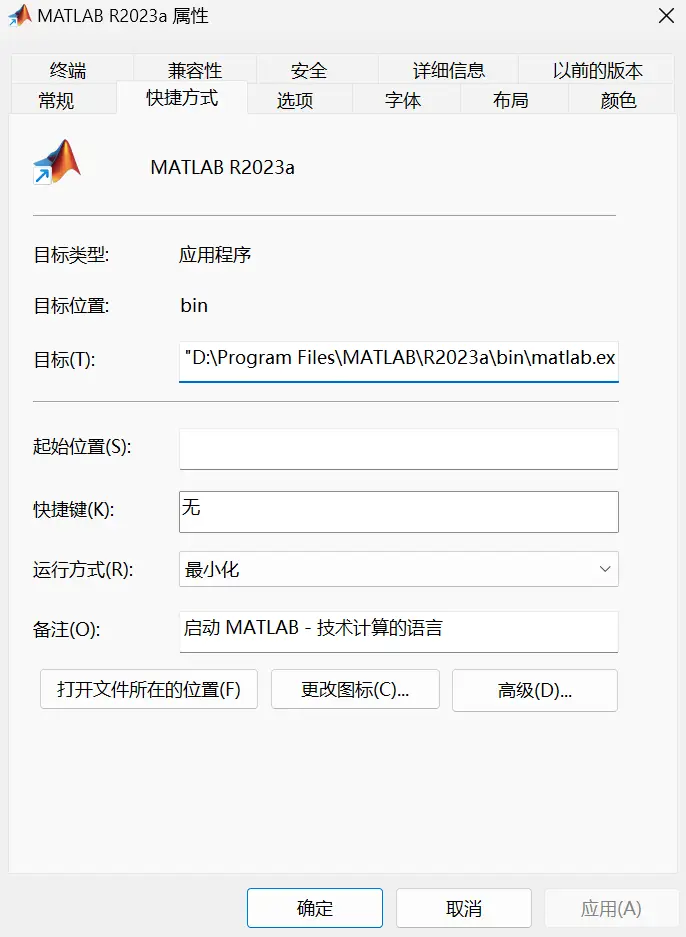 MATLAB R2023a 属性
终端 兼容性 安全 详细信息 以前的版本
常规 快捷方式 选项 字体 布局 颜色
MATLAB R2023a
目标类型: 应用程序
目标位置: bin
目标(T): "D:\Program Files\MATLAB\R2023a\bin\matlab.ex
起始位置(S):
快捷键(K): 无
运行方式(R): 最小化
备注(O): 启动 MATLAB - 技术计算的语言
打开文件所在的位置(F) 更改图标(C)... 高级(D)...
确定 取消 应用(A)